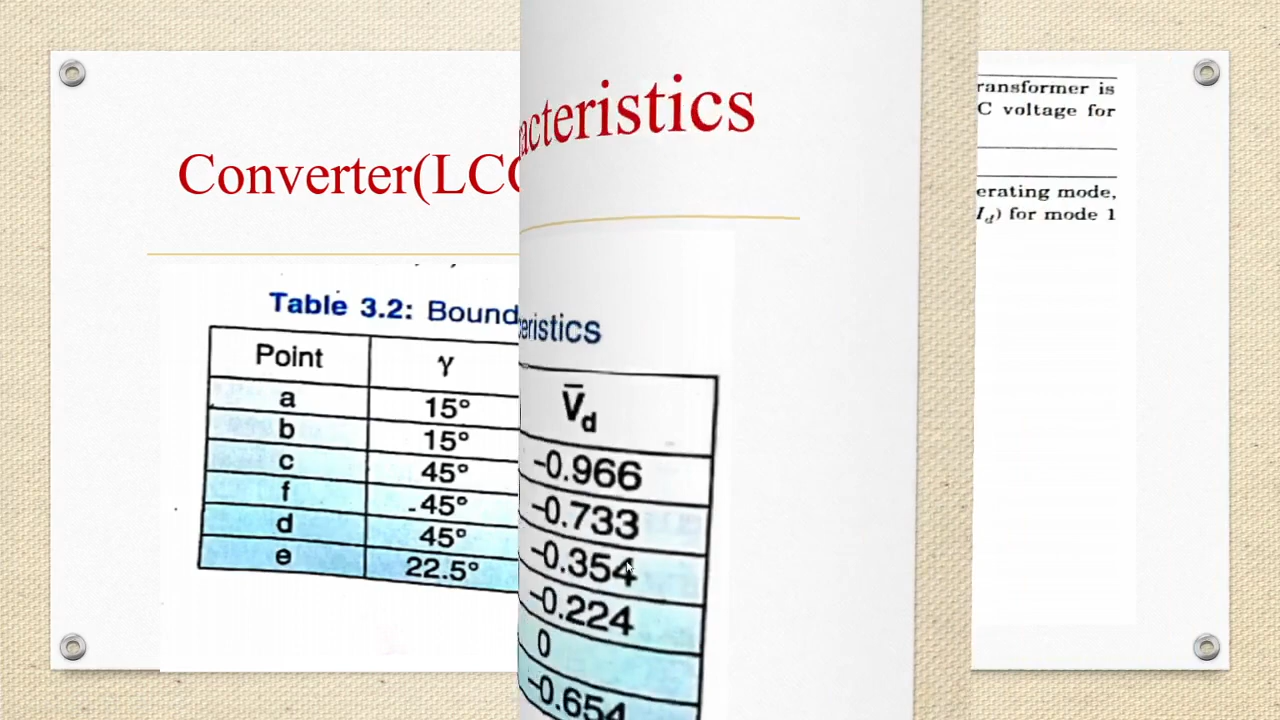 Converter(LCC
acteristics
Table 3.2: Bound
eristics
Point γ V̄d
a 15° -0.966
b 15° -0.733
c 45° -0.354
f -45° -0.224
d 45° 0
e 22.5° -0.654
ransformer is
C voltage for
erating mode,
Id) for mode 1